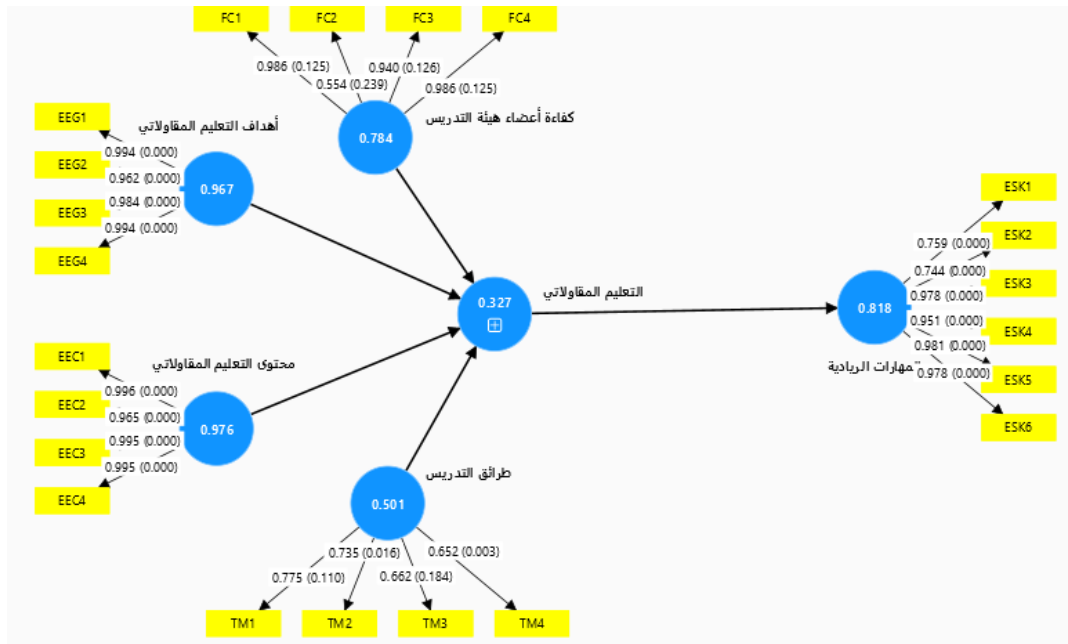 FC1
FC2
FC3
FC4
0.986 (0.125)
0.554 (0.239)
0.940 (0.126)
0.986 (0.125)
0.784
كفاءة أعضاء هيئة التدريس
أهداف التعليم المقاولاتي
EEG1
EEG2
EEG3
EEG4
0.994 (0.000)
0.962 (0.000)
0.984 (0.000)
0.994 (0.000)
0.967
0.327
التعليم المقاولاتي
ESK1
ESK2
ESK3
ESK4
ESK5
ESK6
0.759 (0.000)
0.744 (0.000)
0.978 (0.000)
0.951 (0.000)
0.981 (0.000)
0.978 (0.000)
0.818
الريادية
محتوى التعليم المقاولاتي
EEC1
EEC2
EEC3
EEC4
0.996 (0.000)
0.965 (0.000)
0.995 (0.000)
0.995 (0.000)
0.976
طرائق التدريس
0.501
0.775 (0.110)
0.735 (0.016)
0.662 (0.184)
0.652 (0.003)
TM1
TM2
TM3
TM4